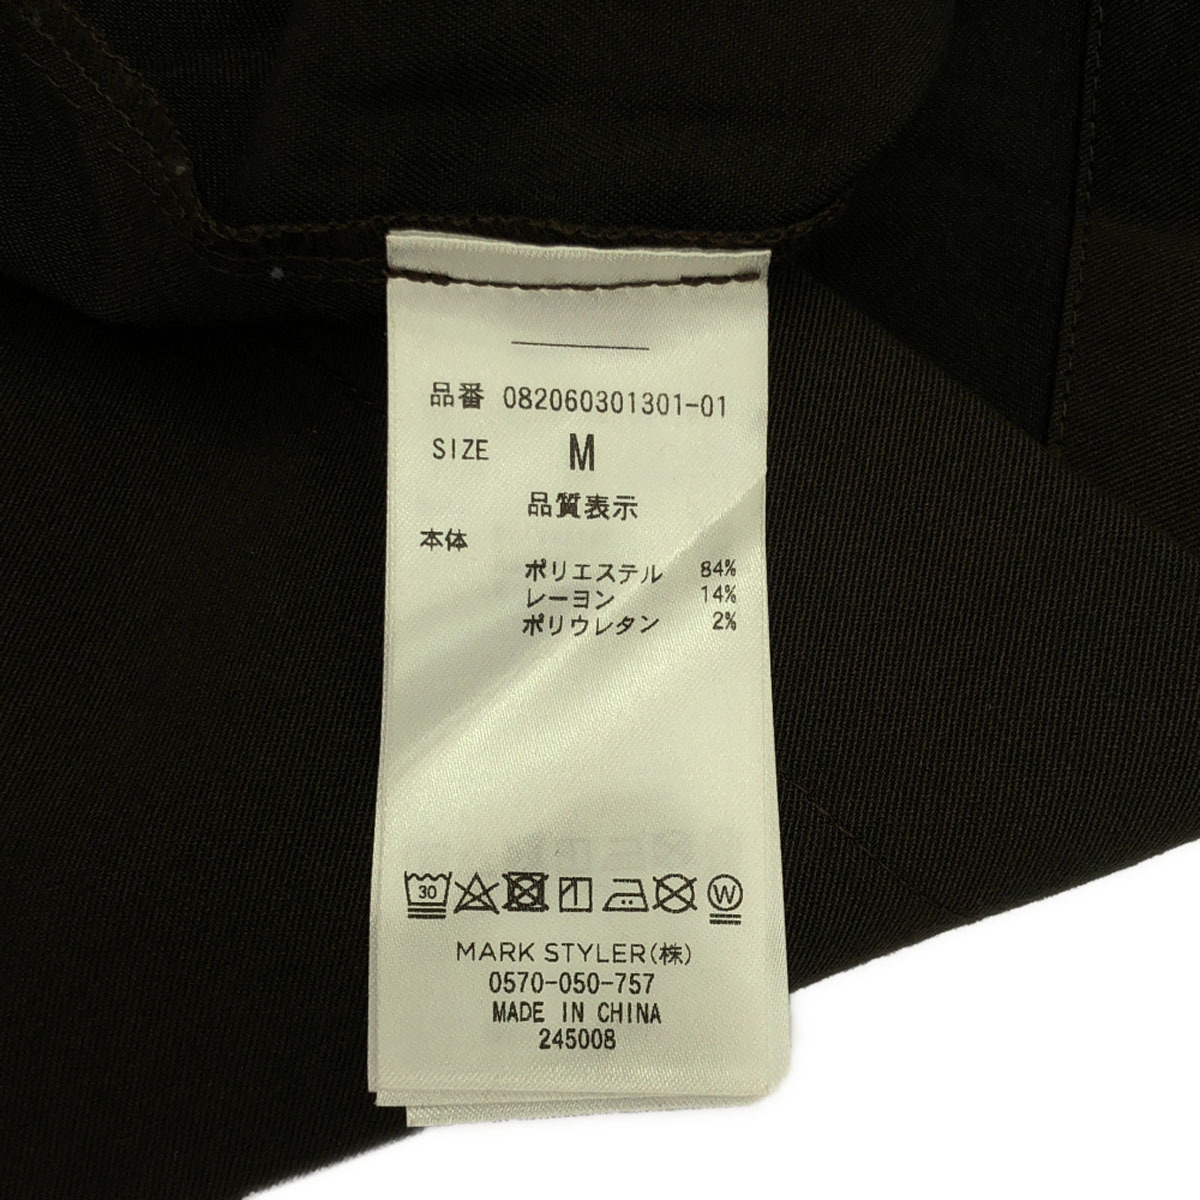 品番 082060301301-01
SIZE M
品質表示
本体
ポリエステル 84%
レーヨン 14%
ポリウレタン 2%
30
W
MARK STYLER(株)
0570-050-757
MADE IN CHINA
245008